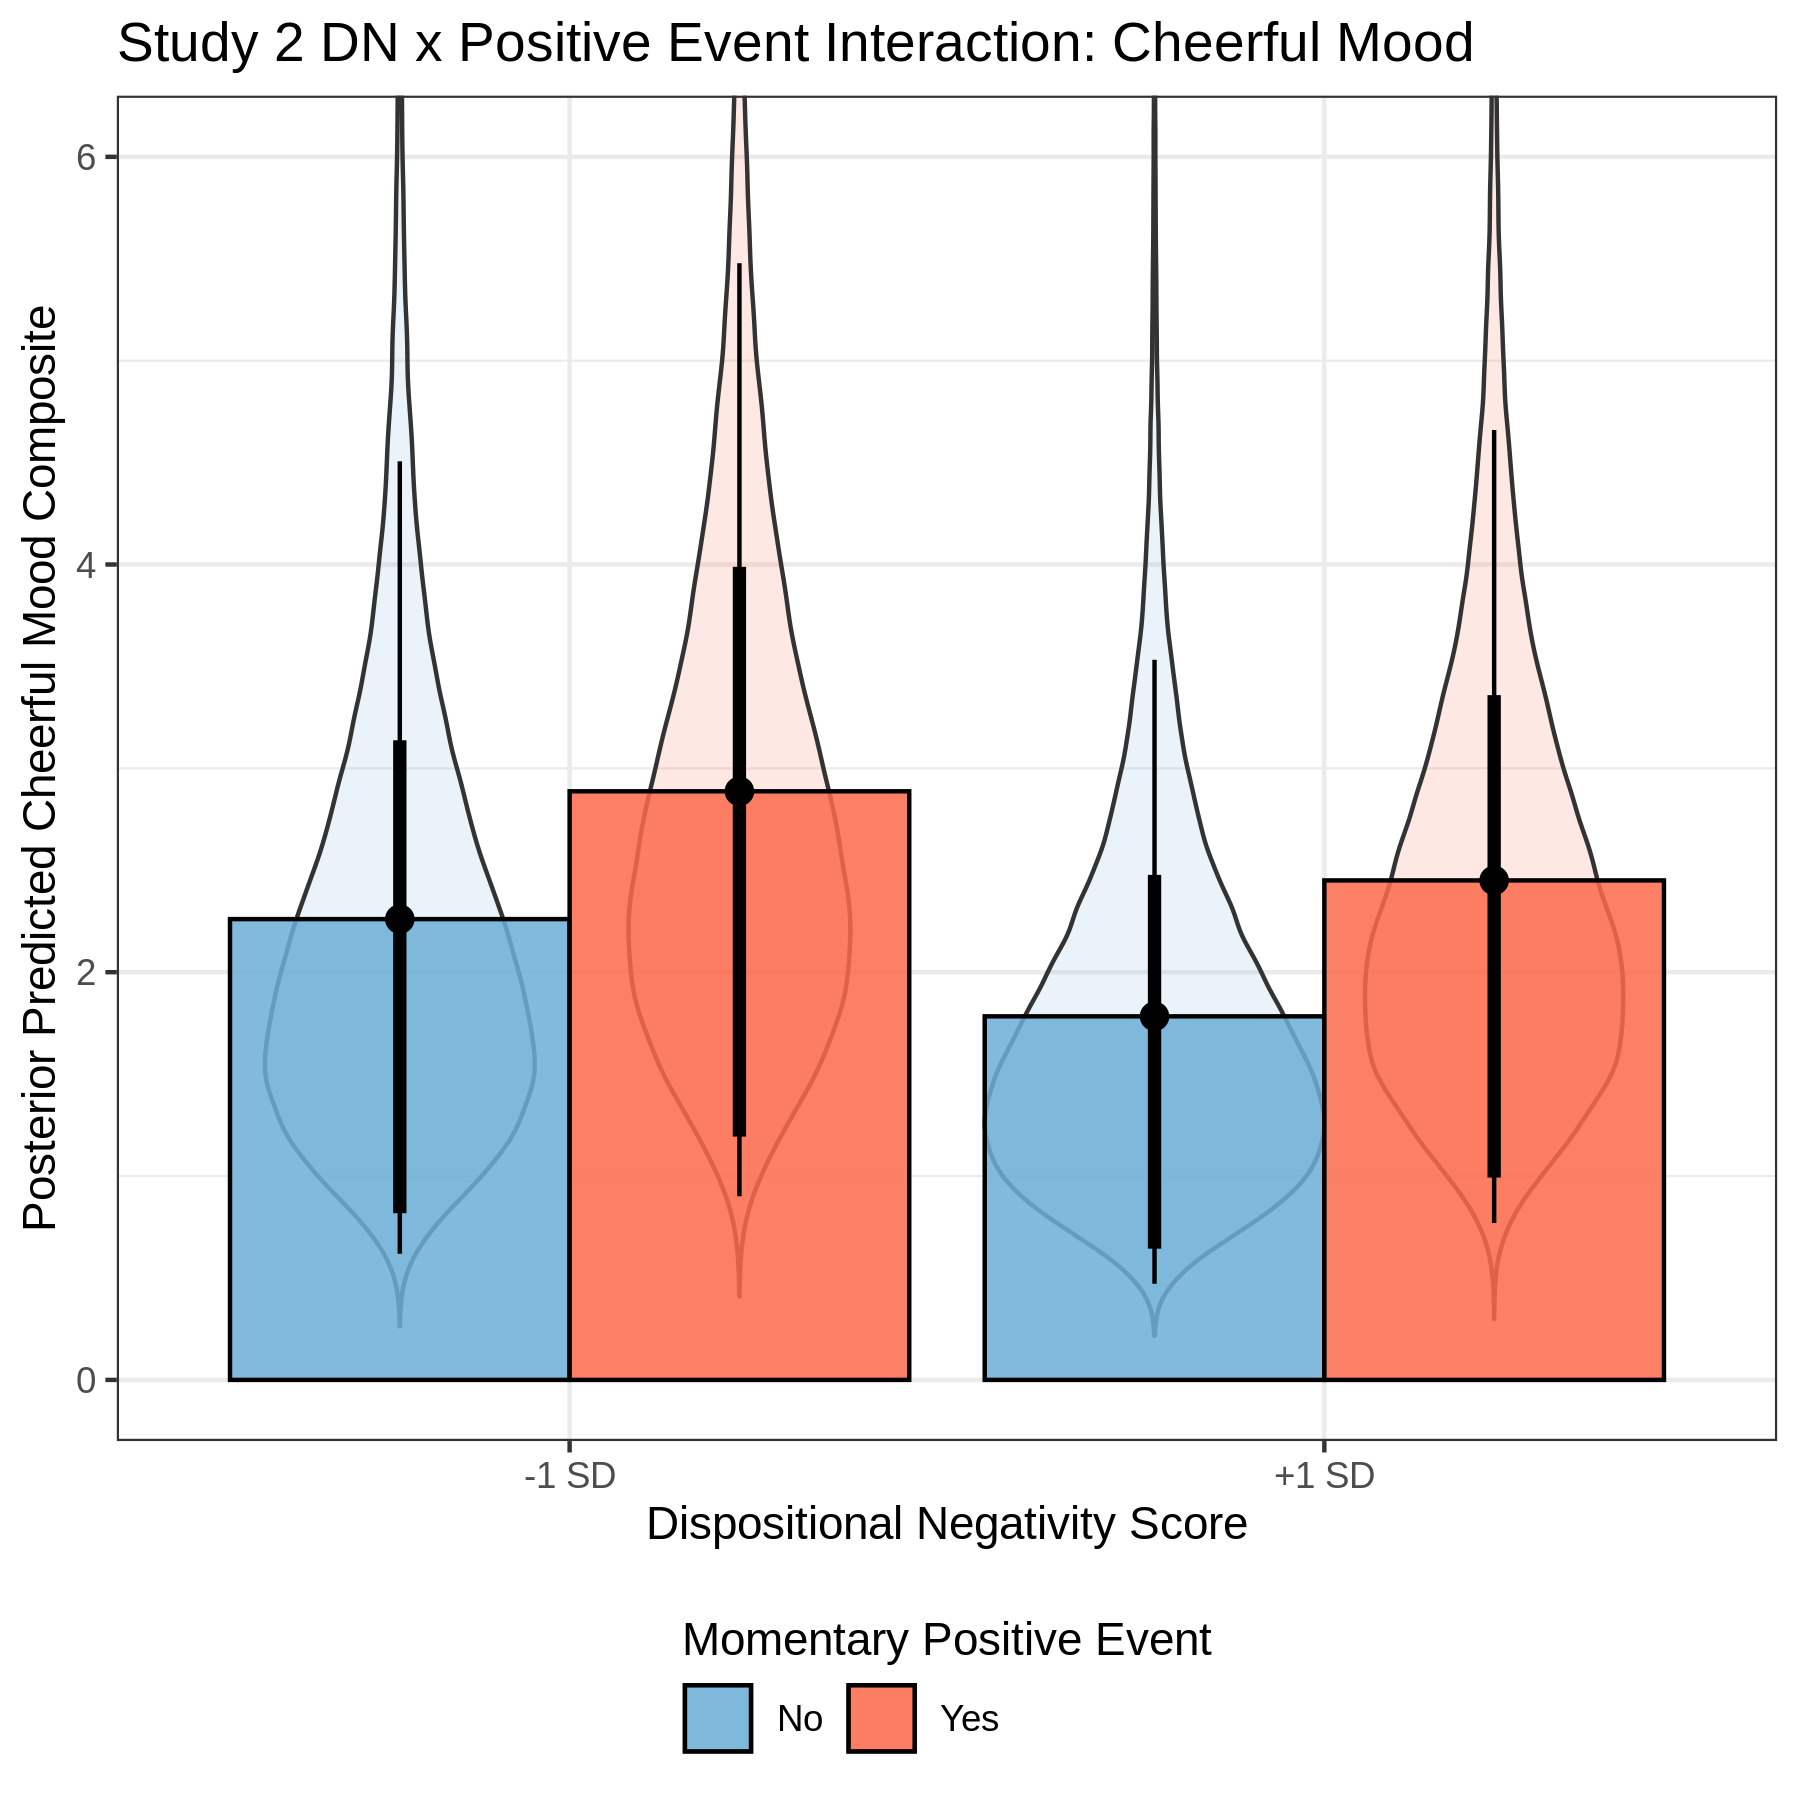 Study 2 DN x Positive Event Interaction: Cheerful Mood
Posterior Predicted Cheerful Mood Composite
6
4
2
0
-1 SD
+1 SD
Dispositional Negativity Score
Momentary Positive Event
No
Yes